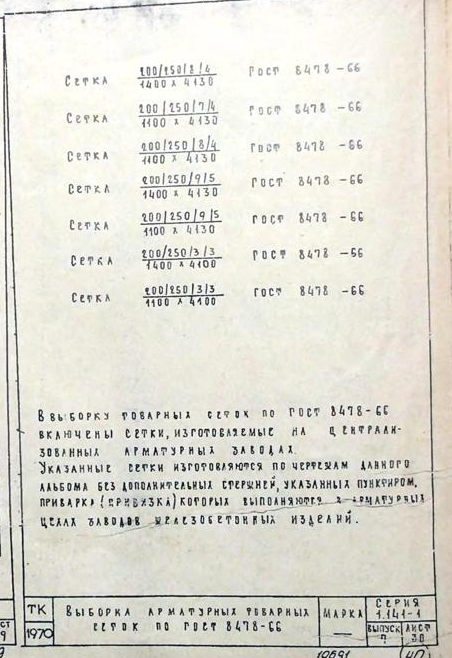 Сетка 200/250/8/4 ГОСТ 8478-66
1400 x 4130
Сетка 200/250/7/4 ГОСТ 8478-66
1100 x 4130
Сетка 200/250/8/4 ГОСТ 8478-66
1100 x 4130
Сетка 200/250/9/5 ГОСТ 8478-66
1400 x 4130
Сетка 200/250/9/5 ГОСТ 8478-66
1100 x 4130
Сетка 200/250/3/3 ГОСТ 8478-66
1400 x 4100
Сетка 200/250/3/3 ГОСТ 8478-66
1100 x 4100
В выборку товарных сеток по ГОСТ 8478-66
включены сетки, изготовляемые на централи-
зованных арматурных заводах.
Указанные сетки изготовляются по чертежам данного
альбома без дополнительных стержней, указанных пунктиром,
приварка (привязка) которых выполняются в арматурных
цехах заводов железобетонных изделий.
ТК
1970
Выборка арматурных товарных
сеток по ГОСТ 8478-66
Марка
—
Серия
1.141-1
Выпуск Лист
30
10591